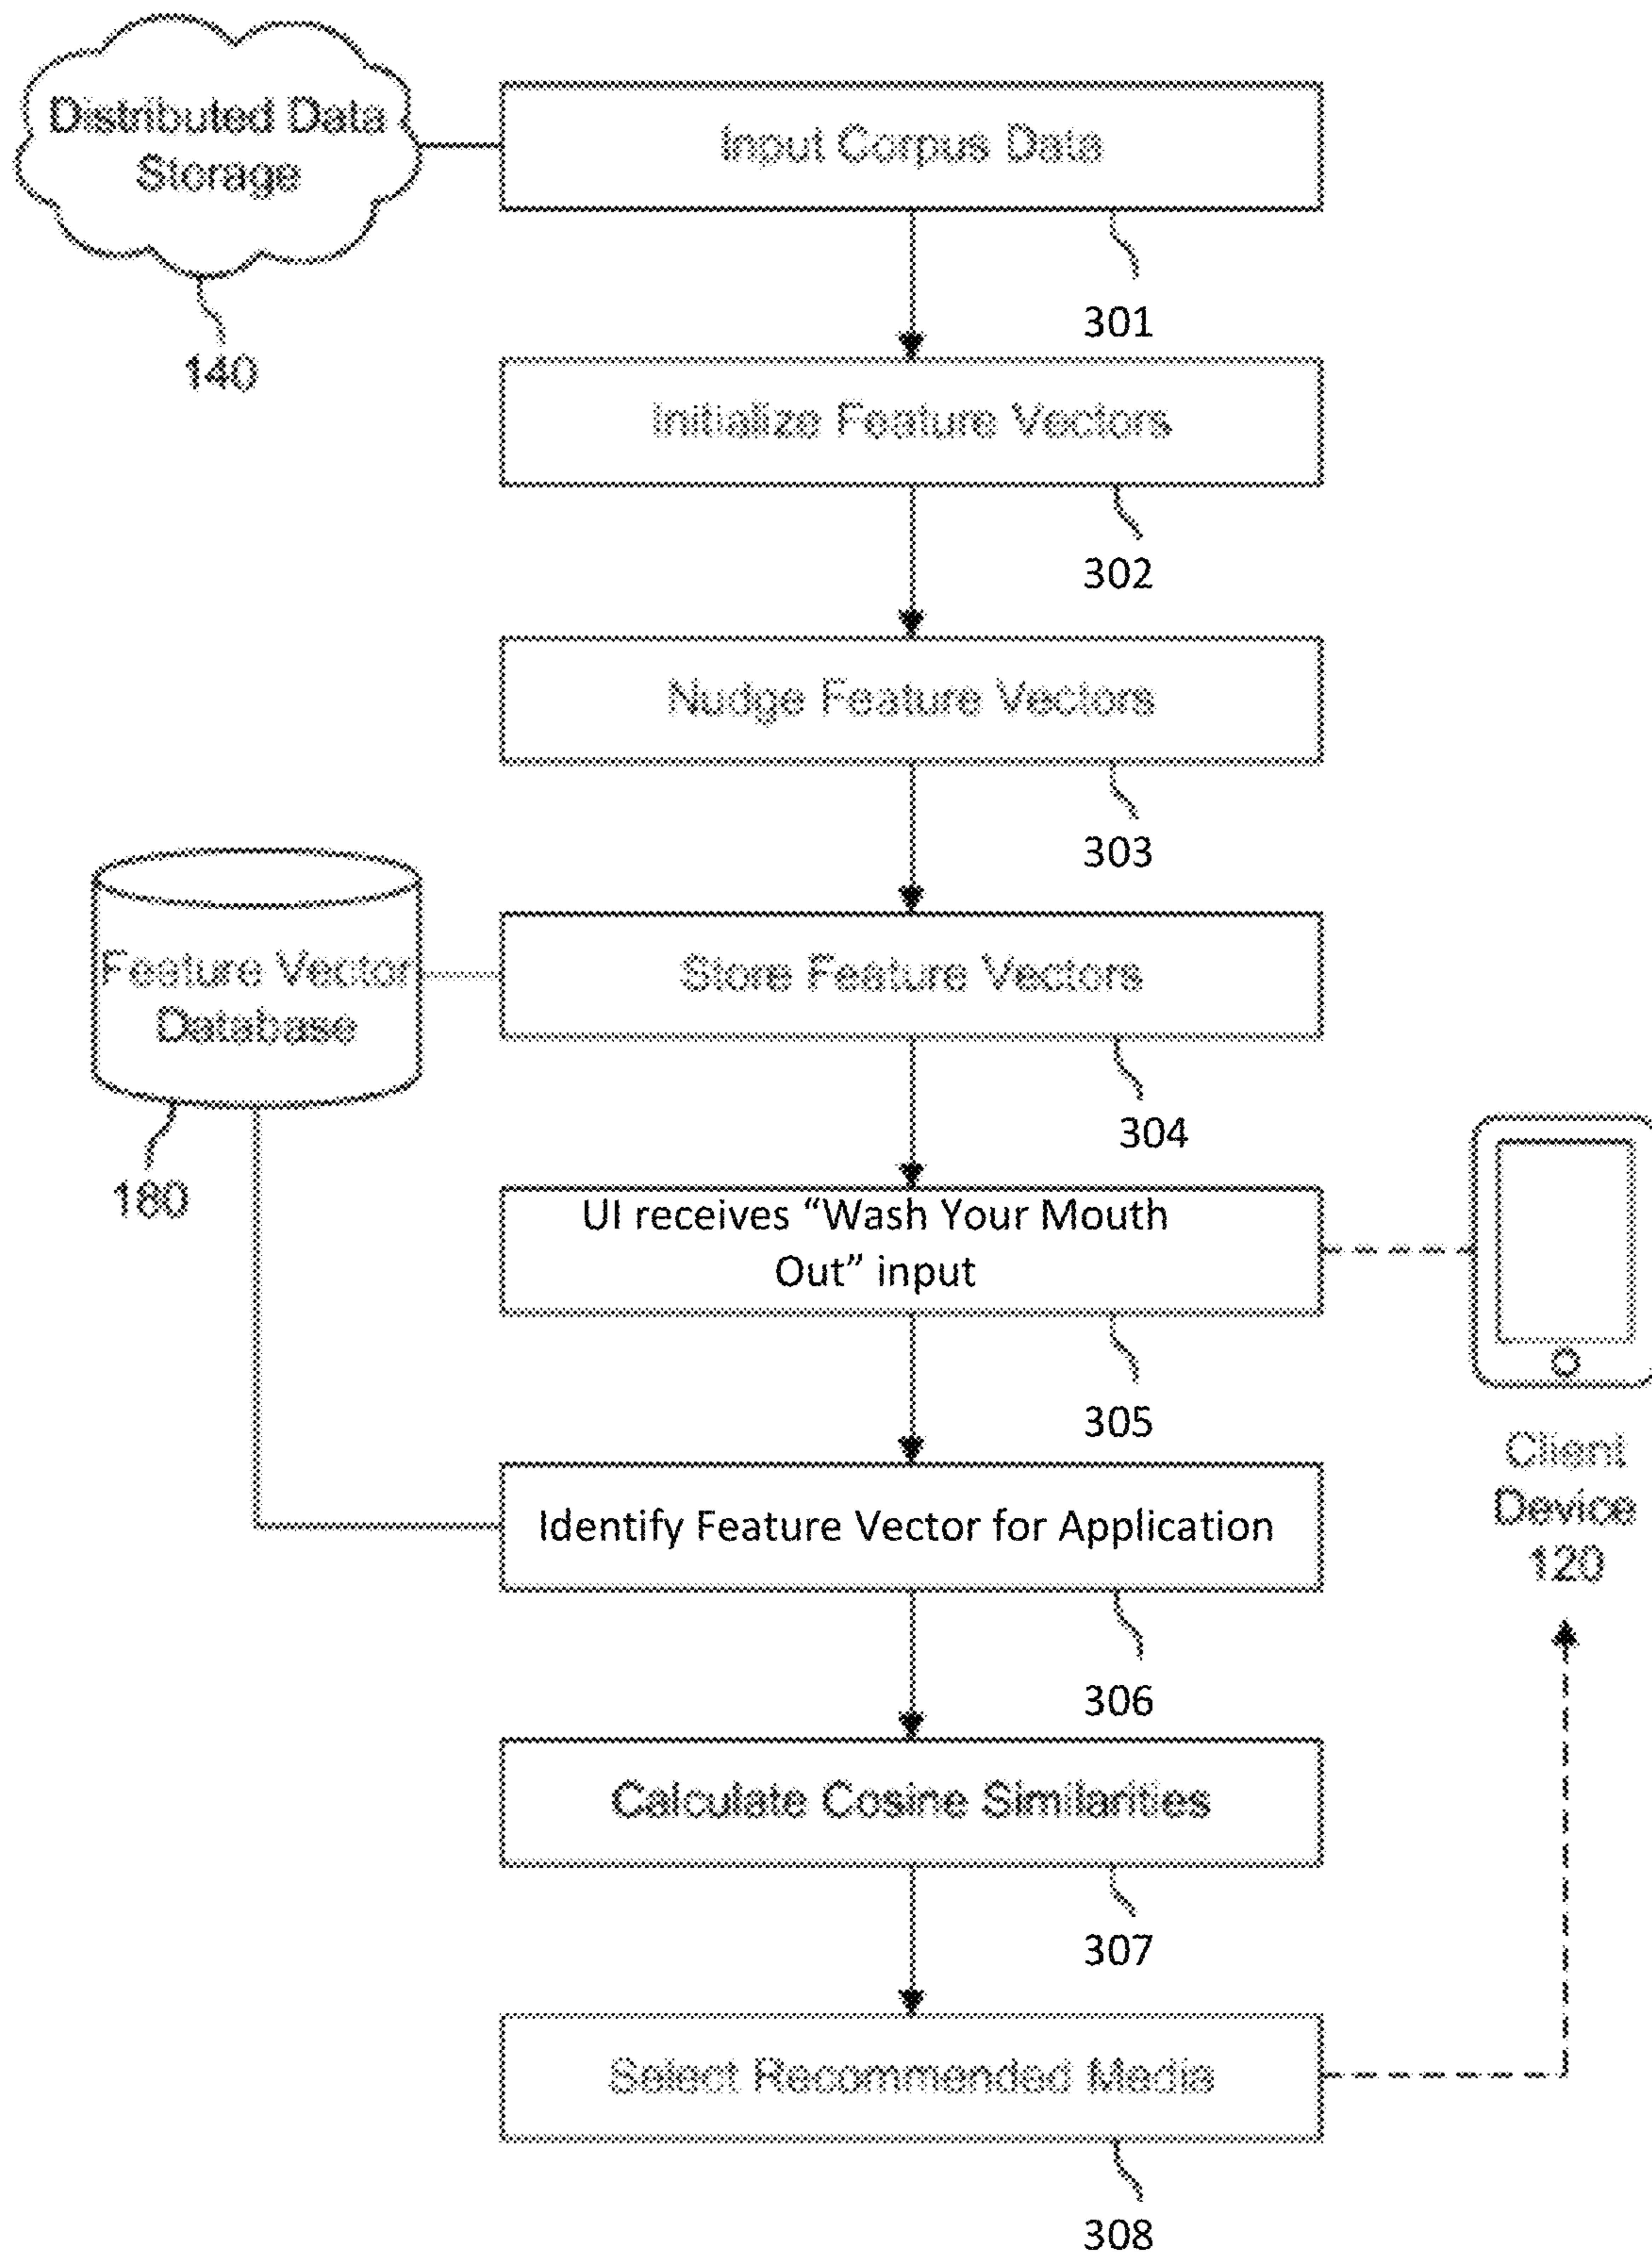 Distributed Data
Storage
140
Input Corpus Data
301
Initialize Feature Vectors
302
Nudge Feature Vectors
303
Feature Vector
Database
180
Store Feature Vectors
304
UI receives “Wash Your Mouth
Out” input
305
Client
Device
120
Identify Feature Vector for Application
306
Calculate Cosine Similarities
307
Select Recommended Media
308